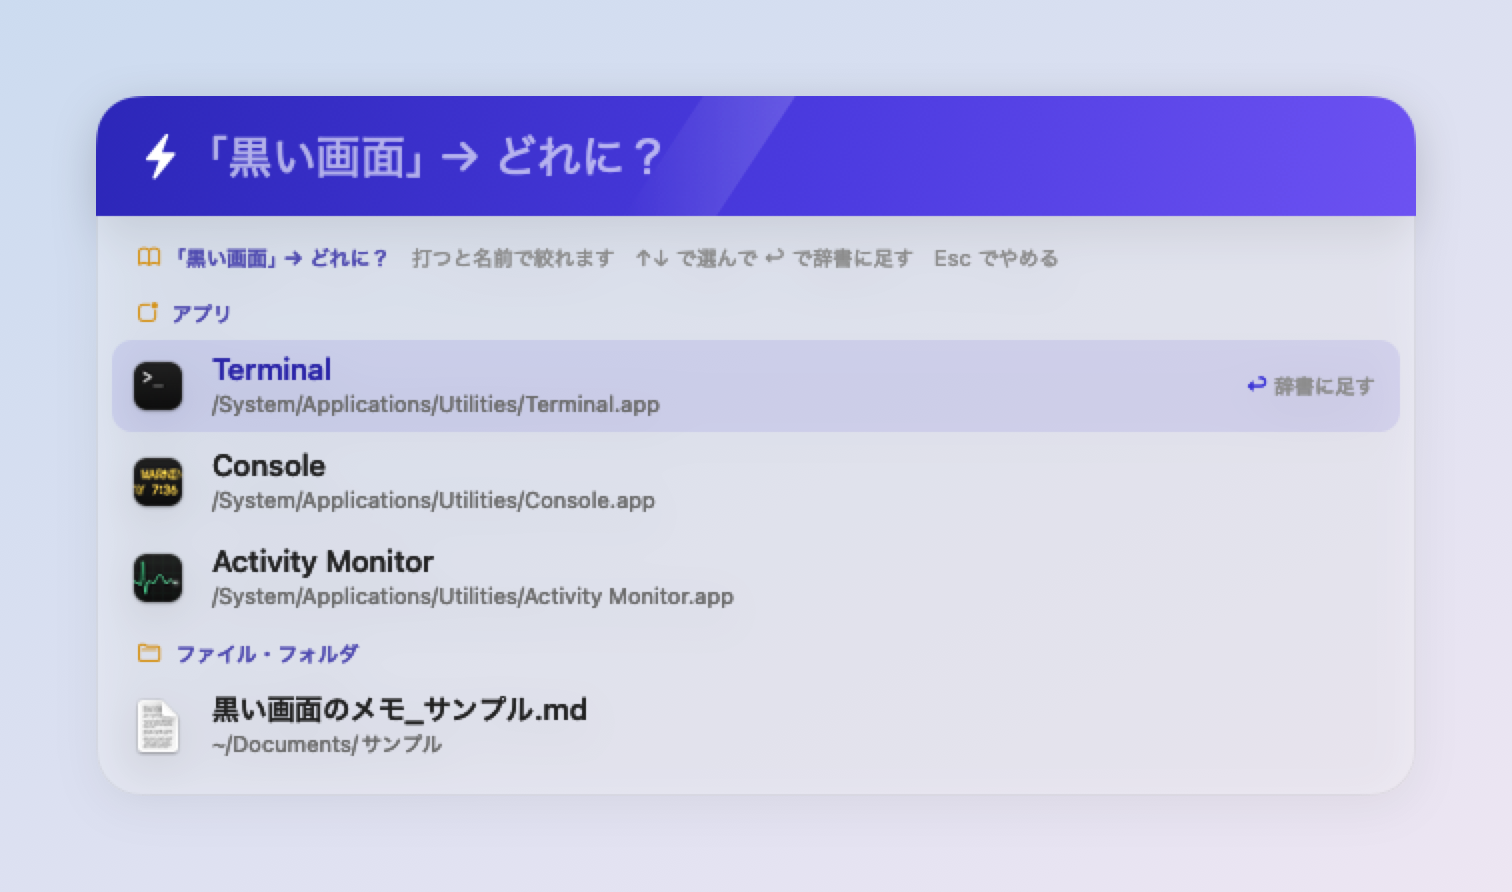 「黒い画面」→ どれに？
「黒い画面」→ どれに？ 打つと名前で絞れます ↑↓ で選んで ↩ で辞書に足す Esc でやめる
アプリ
Terminal
/System/Applications/Utilities/Terminal.app
↩ 辞書に足す
Console
/System/Applications/Utilities/Console.app
Activity Monitor
/System/Applications/Utilities/Activity Monitor.app
ファイル・フォルダ
黒い画面のメモ_サンプル.md
~/Documents/サンプル